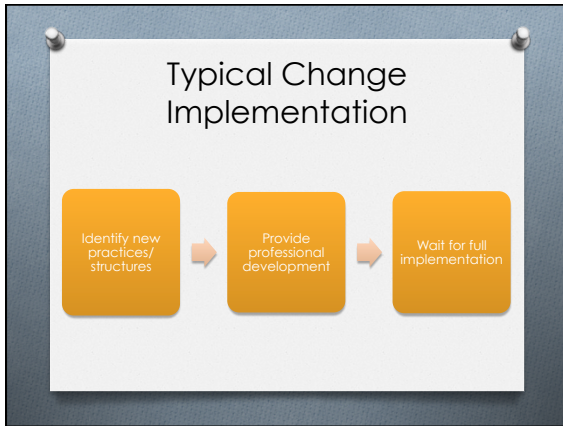 Typical Change
Implementation
Identify new
practices/
structures
Provide
professional
development
Wait for full
implementation